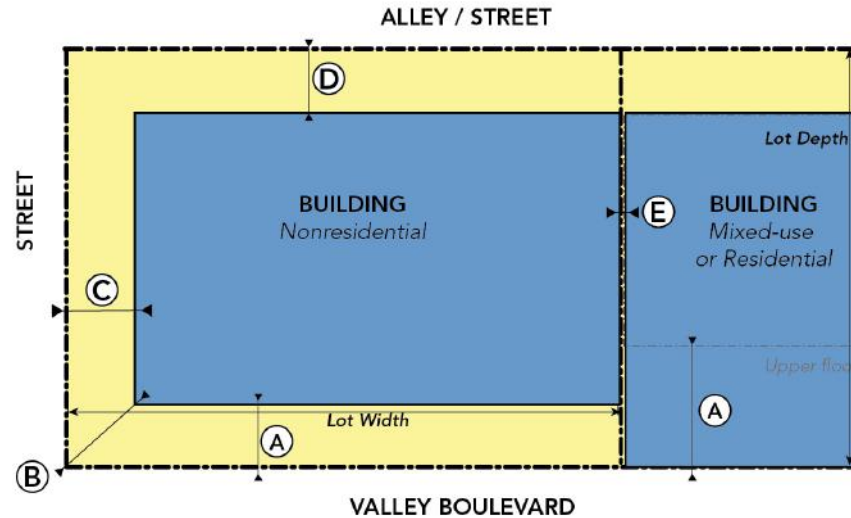 ALLEY / STREET
D
Lot Depth
STREET
BUILDING
Nonresidential
E
BUILDING
Mixed-use
or Residential
C
Upper floo
Lot Width
A
A
B
VALLEY BOULEVARD